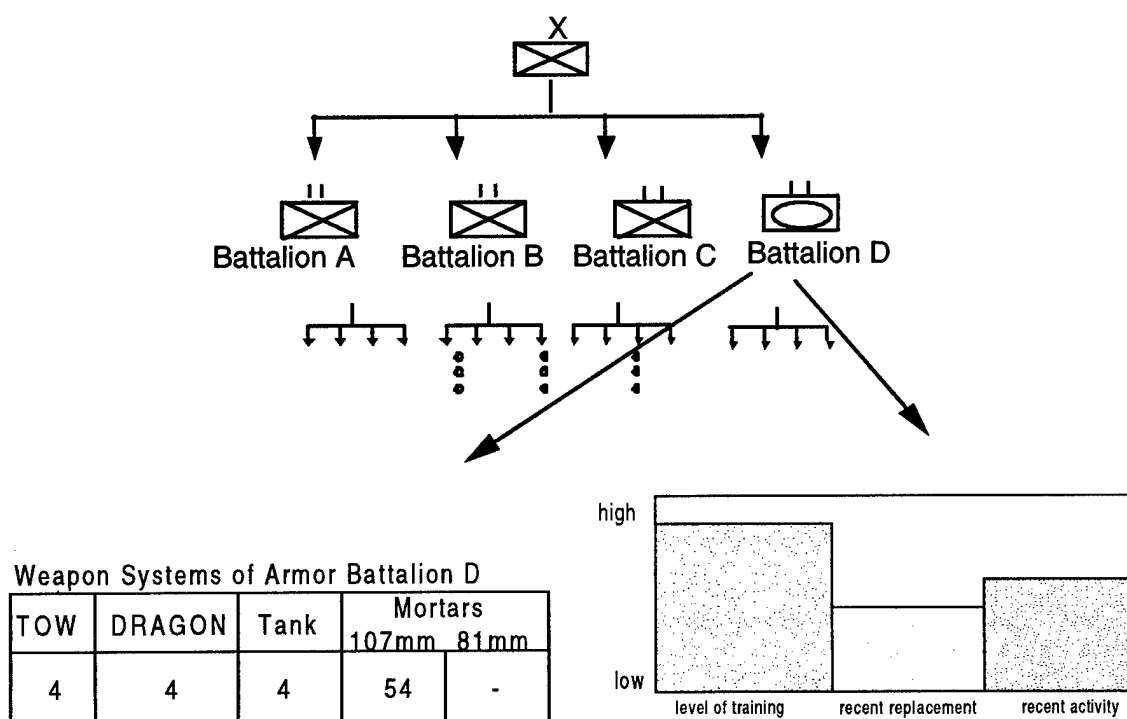 X
Battalion A Battalion B Battalion C Battalion D
Weapon Systems of Armor Battalion D
TOW DRAGON Tank Mortars
107mm 81mm
4 4 4 54 -
high
low
level of training recent replacement recent activity